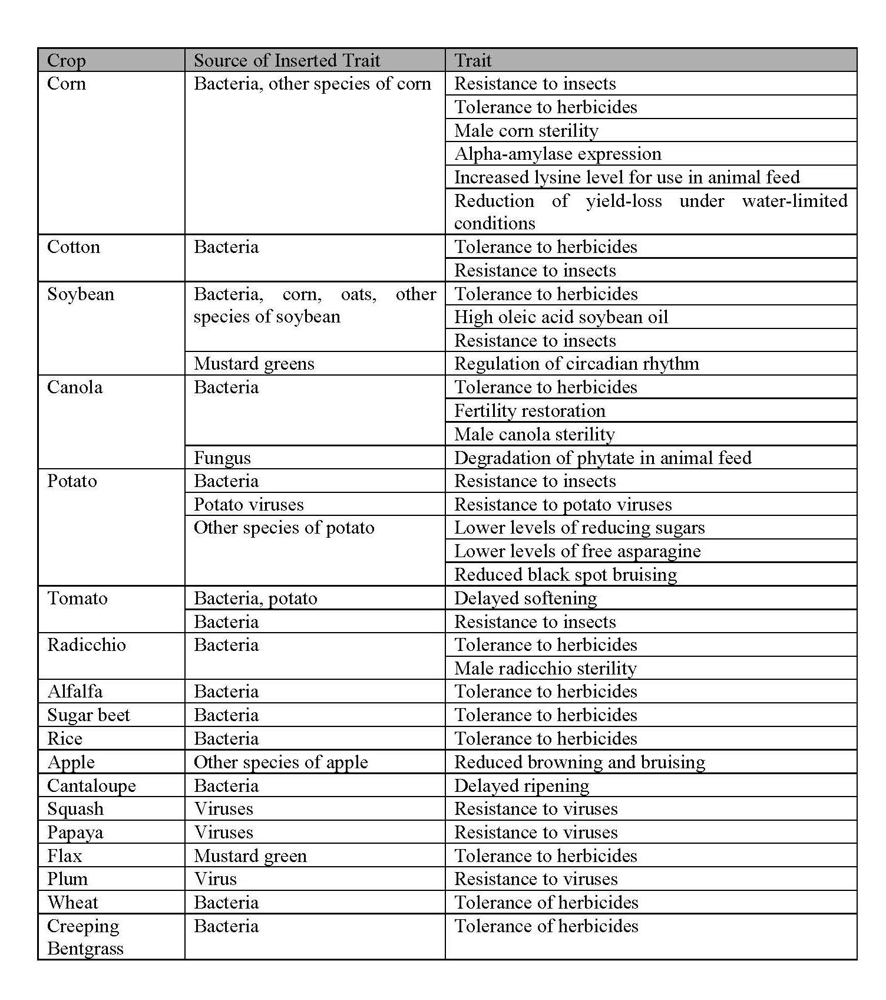 Crop Source of Inserted Trait Trait
Corn Bacteria, other species of corn Resistance to insects
Tolerance to herbicides
Male corn sterility
Alpha-amylase expression
Increased lysine level for use in animal feed
Reduction of yield-loss under water-limited
conditions
Cotton Bacteria Tolerance to herbicides
Resistance to insects
Soybean Bacteria, corn, oats, other Tolerance to herbicides
species of soybean High oleic acid soybean oil
Resistance to insects
Mustard greens Regulation of circadian rhythm
Canola Bacteria Tolerance to herbicides
Fertility restoration
Male canola sterility
Fungus Degradation of phytate in animal feed
Potato Bacteria Resistance to insects
Potato viruses Resistance to potato viruses
Other species of potato Lower levels of reducing sugars
Lower levels of free asparagine
Reduced black spot bruising
Tomato Bacteria, potato Delayed softening
Bacteria Resistance to insects
Radicchio Bacteria Tolerance to herbicides
Male radicchio sterility
Alfalfa Bacteria Tolerance to herbicides
Sugar beet Bacteria Tolerance to herbicides
Rice Bacteria Tolerance to herbicides
Apple Other species of apple Reduced browning and bruising
Cantaloupe Bacteria Delayed ripening
Squash Viruses Resistance to viruses
Papaya Viruses Resistance to viruses
Flax Mustard green Tolerance to herbicides
Plum Virus Resistance to viruses
Wheat Bacteria Tolerance of herbicides
Creeping Bacteria Tolerance of herbicides
Bentgrass